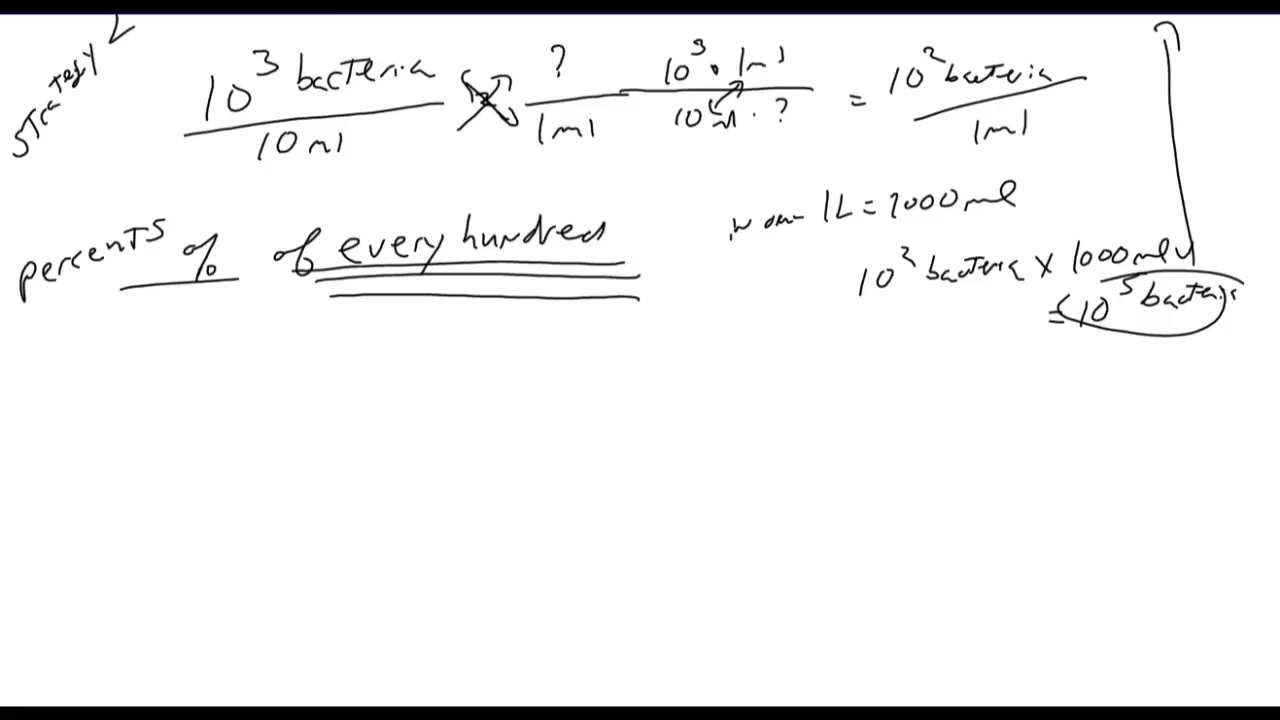 Strategy 2
10^3 bacteria / 10 ml × ? / 1 ml 10^3 · 1 ml / 10 ml · ? = 10^2 bacteria / 1 ml
1L = 1000 ml
percents % of every hundred
10^2 bacteria × 1000 ml
= 10^5 bacteria